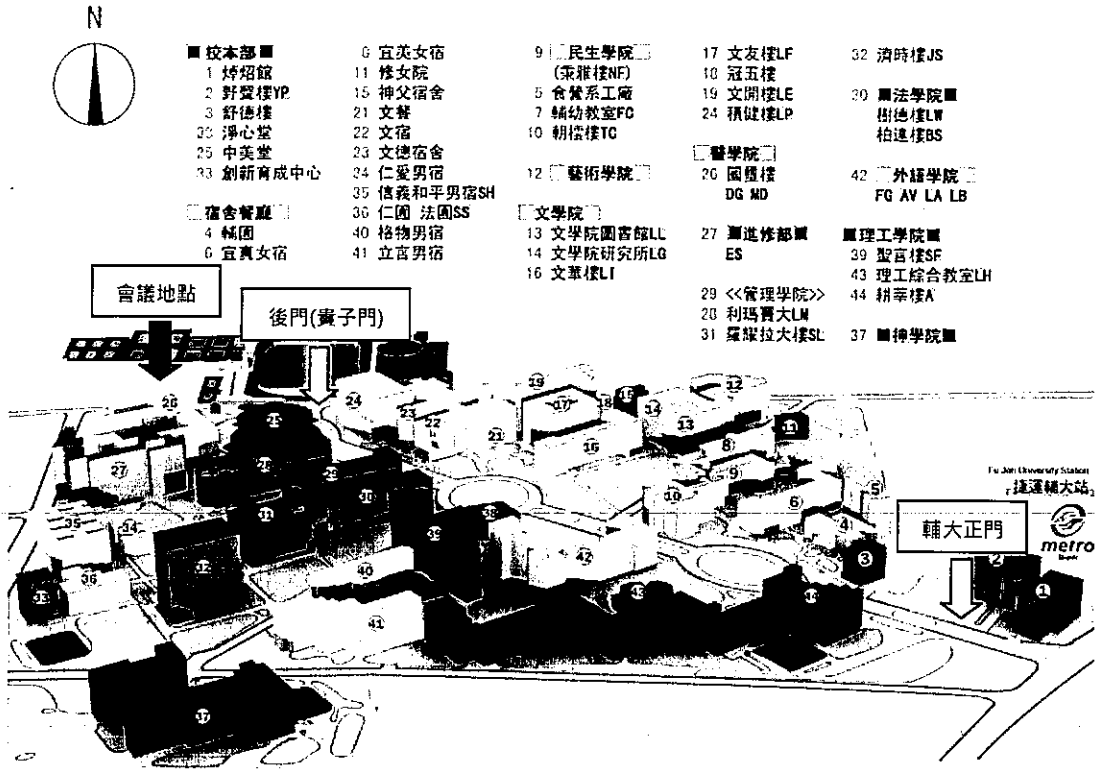 N
■校本部■
1 焯炤館
2 野聲樓YP
3 舒德樓
38 淨心堂
25 中美堂
33 創新育成中心
宿舍餐廳
4 輔園
6 宜真女宿
8 宜美女宿
11 修女院
15 神父宿舍
21 文餐
22 文宿
23 文德宿舍
34 仁愛男宿
35 信義和平男宿SH
36 仁園 法園SS
40 格物男宿
41 立言男宿
9 民生學院
(秉雅樓NF)
5 食營系工廠
7 輔幼教室FG
10 朝橒樓TC
12 藝術學院
文學院
13 文學院圖書館LL
14 文學院研究所LG
16 文華樓LI
17 文友樓LF
18 冠五樓
19 文開樓LE
24 積健樓LP
醫學院
26 國璽樓
DG MD
27 ■進修部■
ES
29 <<管理學院>>
28 利瑪竇大LM
31 羅耀拉大樓SL
32 濟時樓JS
30 ■法學院■
樹德樓LW
柏達樓BS
42 外語學院
FG AV LA LB
■理工學院■
39 聖言樓SF
43 理工綜合教室LH
44 耕莘樓A
37 ■神學院■
會議地點
後門(貴子門)
輔大正門
Fu Jen University Station
「捷運輔大站」
metro
Taipei